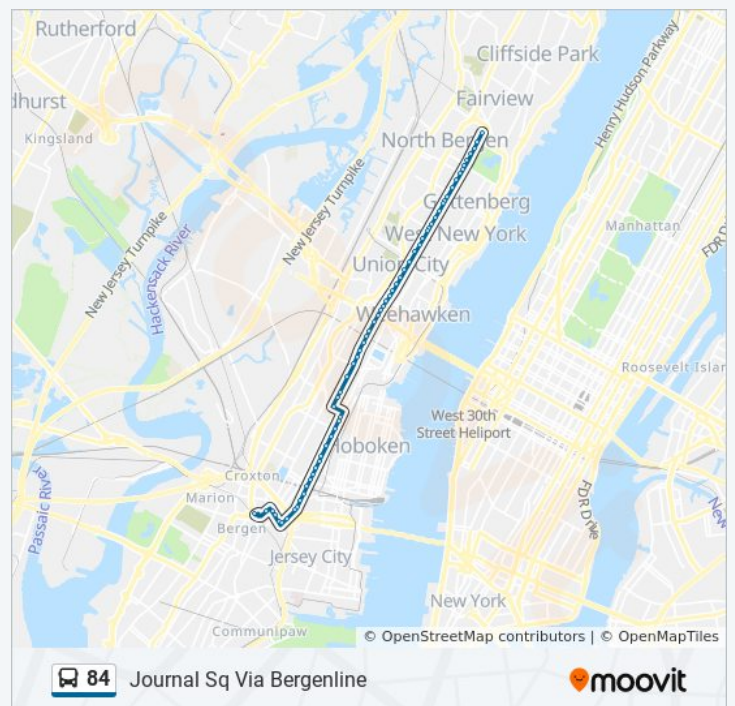 Rutherford
Cliffside Park
Henry Hudson Parkway
Fairview
dhurst
Kingsland
North Bergen
New Jersey Turnpike
Guttenberg
New Jersey Turnpike
West New York
Manhattan
FDR D
Hackensack River
Union City
Weehawken
Roosevelt Islar
West 30th
Street Heliport
Hoboken
Croxton
Marion
Passaic River
FDR Drive
New
Bergen
Jersey City
New York
Communipaw
© OpenStreetMap contributors | © OpenMapTiles
84 Journal Sq Via Bergenline
moovit